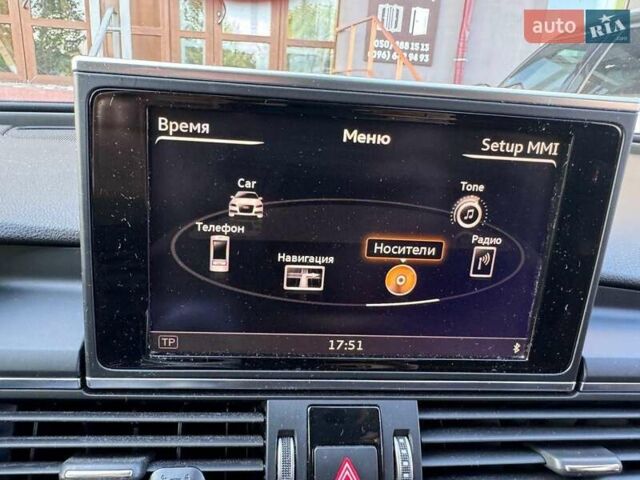 auto RIA
Время
Меню
Setup MMI
Car
Tone
Телефон
Носители
Радио
Навигация
TP
17:51